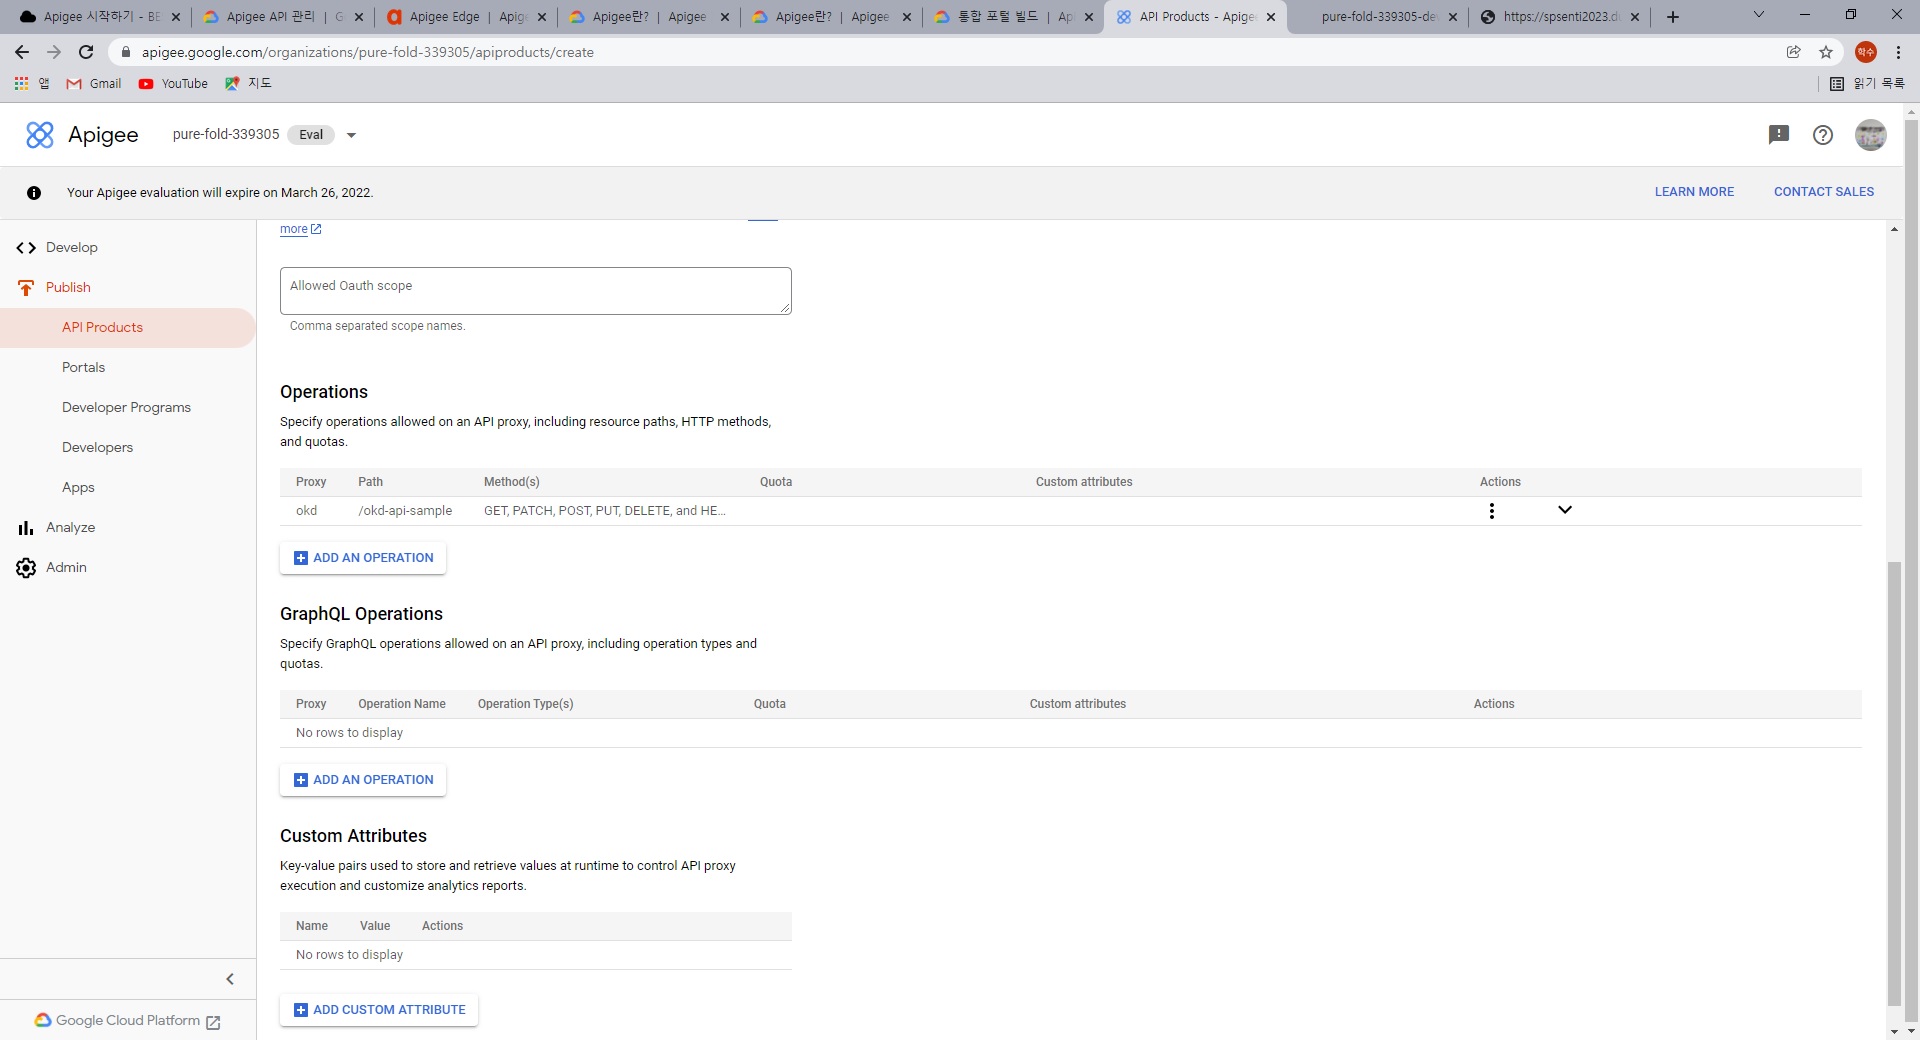 Apigee 시작하기 - BE
Apigee API 관리 | G
Apigee Edge | Apig
Apigee란? | Apigee
Apigee란? | Apigee
통합 포털 빌드 | Ap
API Products - Apige
pure-fold-339305-de
https://spsenti2023.d
apigee.google.com/organizations/pure-fold-339305/apiproducts/create
학수
앱
Gmail
YouTube
지도
읽기 목록
Apigee
pure-fold-339305
Eval
Your Apigee evaluation will expire on March 26, 2022.
LEARN MORE
CONTACT SALES
Develop
Publish
API Products
Portals
Developer Programs
Developers
Apps
Analyze
Admin
Google Cloud Platform
more
Allowed Oauth scope
Comma separated scope names.
Operations
Specify operations allowed on an API proxy, including resource paths, HTTP methods,
and quotas.
Proxy Path Method(s) Quota Custom attributes Actions
okd /okd-api-sample GET, PATCH, POST, PUT, DELETE, and HE...
ADD AN OPERATION
GraphQL Operations
Specify GraphQL operations allowed on an API proxy, including operation types and
quotas.
Proxy Operation Name Operation Type(s) Quota Custom attributes Actions
No rows to display
ADD AN OPERATION
Custom Attributes
Key-value pairs used to store and retrieve values at runtime to control API proxy
execution and customize analytics reports.
Name Value Actions
No rows to display
ADD CUSTOM ATTRIBUTE